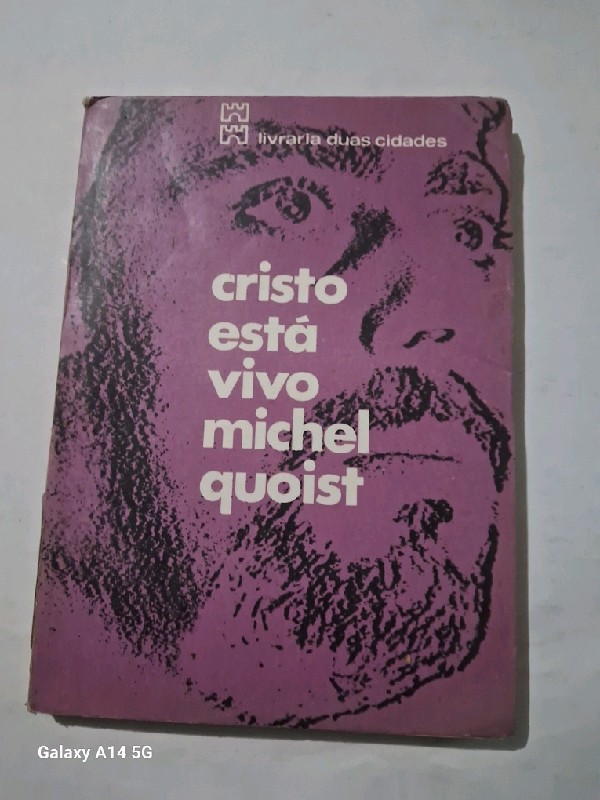 livraria duas cidades
cristo
está
vivo
michel
quoist
Galaxy A14 5G